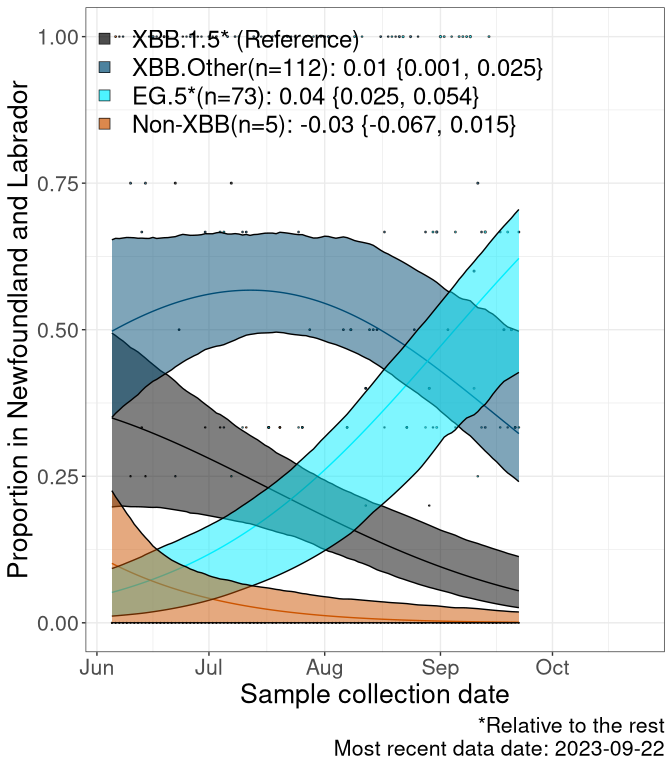 XBB.1.5* (Reference)
XBB.Other(n=112): 0.01 {0.001, 0.025}
EG.5*(n=73): 0.04 {0.025, 0.054}
Non-XBB(n=5): -0.03 {-0.067, 0.015}
Proportion in Newfoundland and Labrador
1.00
0.75
0.50
0.25
0.00
Jun Jul Aug Sep Oct
Sample collection date
*Relative to the rest
Most recent data date: 2023-09-22